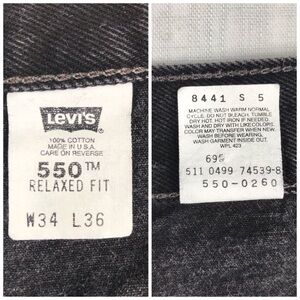 Levi's
100% COTTON
MADE IN U.S.A.
CARE ON REVERSE
550™
RELAXED FIT
W34 L36
8441 S 5
MACHINE WASH WARM NORMAL
CYCLE. DO NOT BLEACH. TUMBLE
DRY HOT. HOT IRON IF NEEDED.
WASH AND DRY WITH LIKE COLORS.
COLOR MAY TRANSFER WHEN NEW.
WASH GARMENT INSIDE OUT
BEFORE WEARING.
WPL 423
695
511 0499 74539-8
550-0260